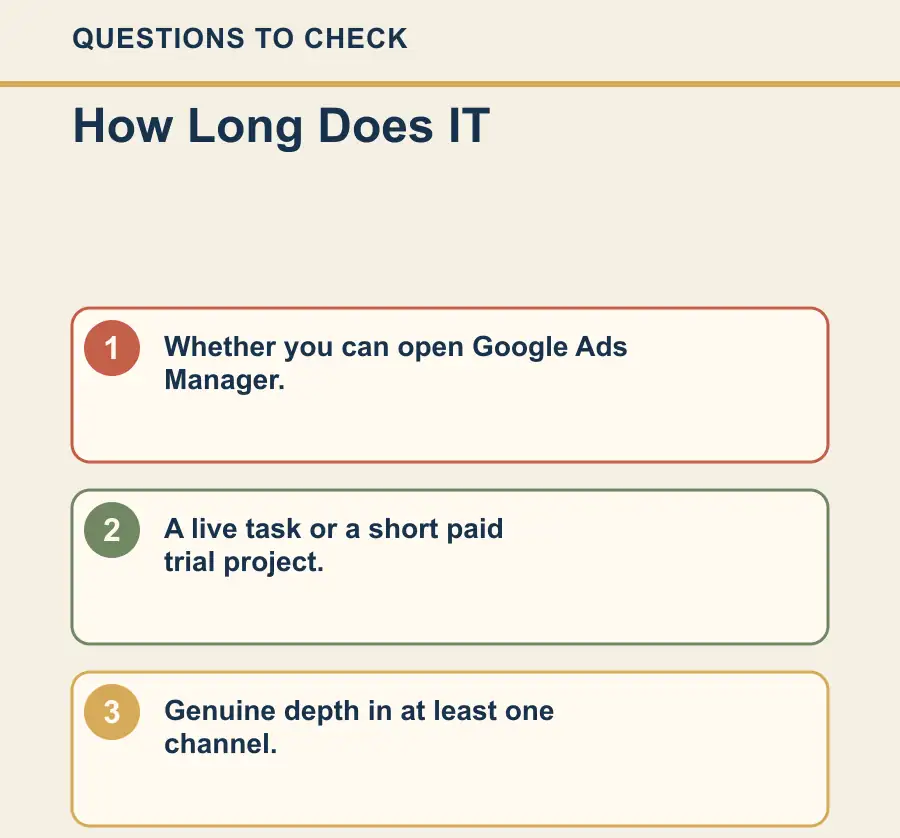 QUESTIONS TO CHECK
How Long Does IT
1
Whether you can open Google Ads
Manager.
2
A live task or a short paid
trial project.
3
Genuine depth in at least one
channel.